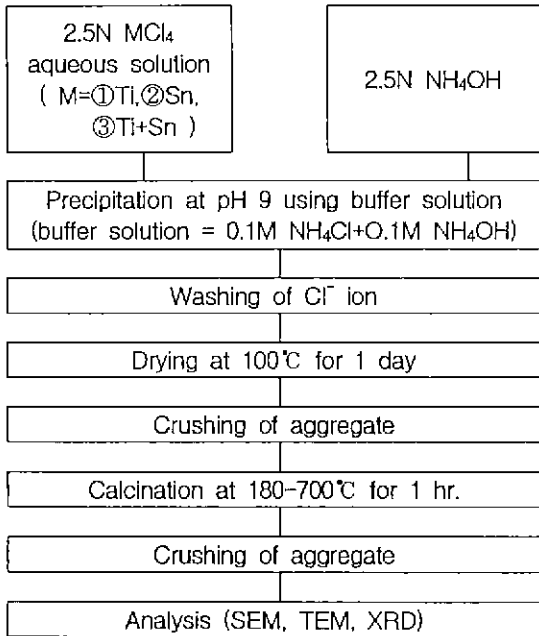 2.5N MCl₄
aqueous solution
( M=①Ti,②Sn,
③Ti+Sn )
2.5N NH₄OH
Precipitation at pH 9 using buffer solution
(buffer solution = 0.1M NH₄Cl+0.1M NH₄OH)
Washing of Cl⁻ ion
Drying at 100℃ for 1 day
Crushing of aggregate
Calcination at 180-700℃ for 1 hr.
Crushing of aggregate
Analysis (SEM, TEM, XRD)